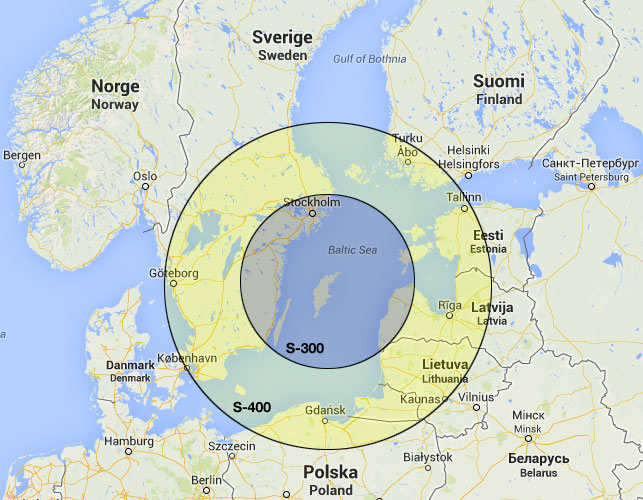 Sverige
Sweden
Gulf of Bothnia
Norge
Norway
Suomi
Finland
Turku
Åbo
Helsinki
Helsingfors
Bergen
Oslo
Санкт-Петербург
Saint Petersburg
Stockholm
Tallinn
Baltic Sea
Eesti
Estonia
Göteborg
Rīga
Latvija
Latvia
S-300
Danmark
Denmark
København
Lietuva
Lithuania
Kaunas
Vilnius
S-400
Gdańsk
Мінск
Minsk
Hamburg
Szczecin
Białystok
Беларусь
Belarus
Berlin
Polska
Poland
a